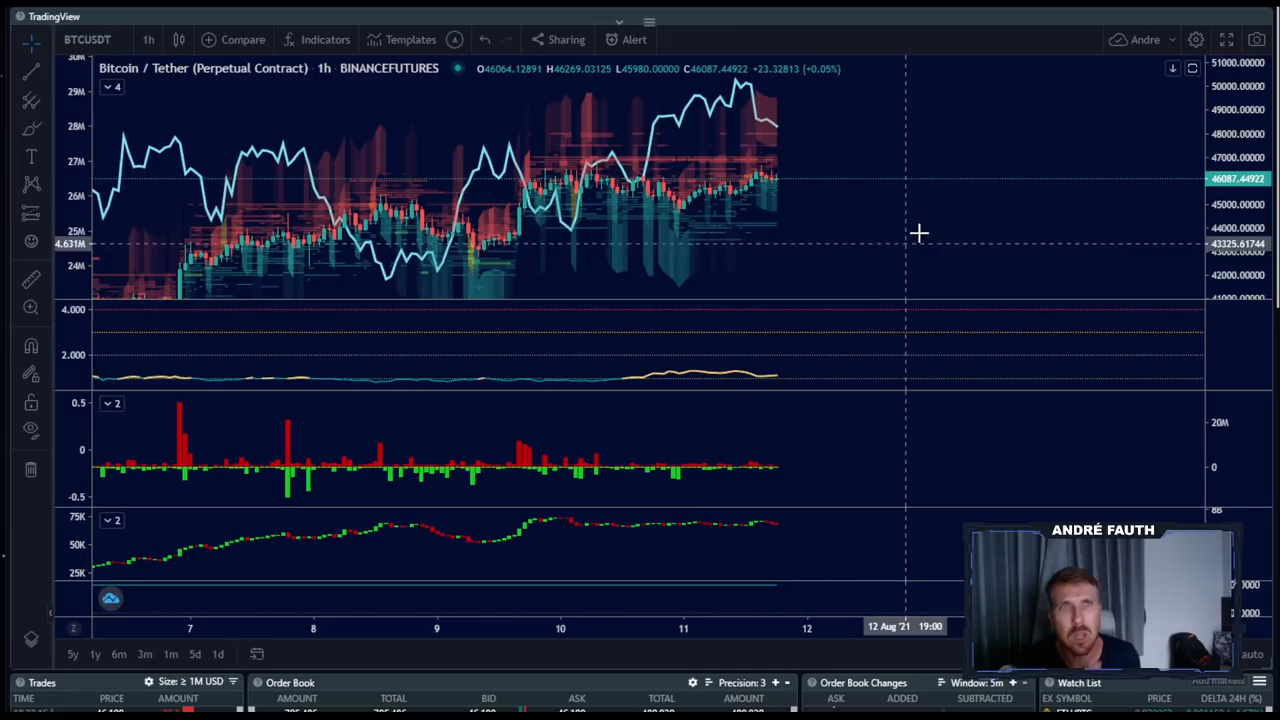 TradingView
BTCUSDT 1h Compare Indicators Templates Sharing Alert Andre
Bitcoin / Tether (Perpetual Contract) 1h · BINANCEFUTURES O46064.12891 H46269.03125 L45980.00000 C46087.44922 +23.32813 (+0.05%)
4
30M
29M
28M
27M
26M
25M
4.631M
24M
51000.00000
50000.00000
49000.00000
48000.00000
47000.00000
46087.44922
45000.00000
44000.00000
43325.61744
42000.00000
41000.00000
4.000
2.000
2
0.5
0
-0.5
20M
0
2
75K
50K
25K
8B
ANDRÉ FAUTH
7 8 9 10 11 12 12 Aug '21 19:00
5y 1y 6m 3m 1m 5d 1d auto
Trades Size: ≥ 1M USD Order Book Precision: 3 + − Order Book Changes Window: 5m + − Watch List
TIME PRICE AMOUNT AMOUNT TOTAL BID ASK TOTAL AMOUNT ASK ADDED SUBTRACTED EX SYMBOL PRICE DELTA 24H (%)